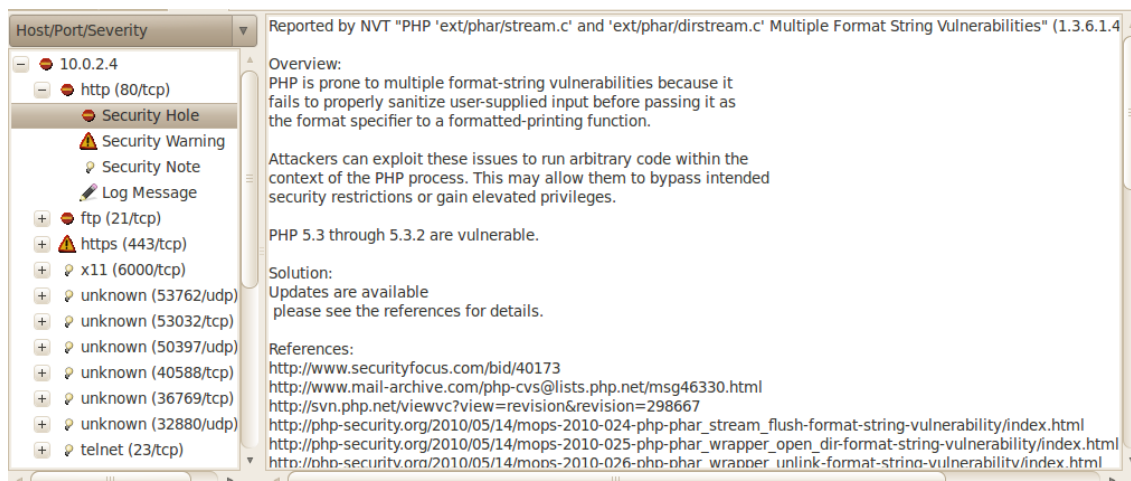 Host/Port/Severity
10.0.2.4
http (80/tcp)
Security Hole
Security Warning
Security Note
Log Message
ftp (21/tcp)
https (443/tcp)
x11 (6000/tcp)
unknown (53762/udp)
unknown (53032/tcp)
unknown (50397/udp)
unknown (40588/tcp)
unknown (36769/tcp)
unknown (32880/udp)
telnet (23/tcp)
Reported by NVT "PHP 'ext/phar/stream.c' and 'ext/phar/dirstream.c' Multiple Format String Vulnerabilities" (1.3.6.1.4
Overview:
PHP is prone to multiple format-string vulnerabilities because it
fails to properly sanitize user-supplied input before passing it as
the format specifier to a formatted-printing function.
Attackers can exploit these issues to run arbitrary code within the
context of the PHP process. This may allow them to bypass intended
security restrictions or gain elevated privileges.
PHP 5.3 through 5.3.2 are vulnerable.
Solution:
Updates are available
please see the references for details.
References:
http://www.securityfocus.com/bid/40173
http://www.mail-archive.com/php-cvs@lists.php.net/msg46330.html
http://svn.php.net/viewvc?view=revision&revision=298667
http://php-security.org/2010/05/14/mops-2010-024-php-phar_stream_flush-format-string-vulnerability/index.html
http://php-security.org/2010/05/14/mops-2010-025-php-phar_wrapper_open_dir-format-string-vulnerability/index.html
http://php-security.org/2010/05/14/mops-2010-026-php-phar_wrapper_unlink-format-string-vulnerability/index.html